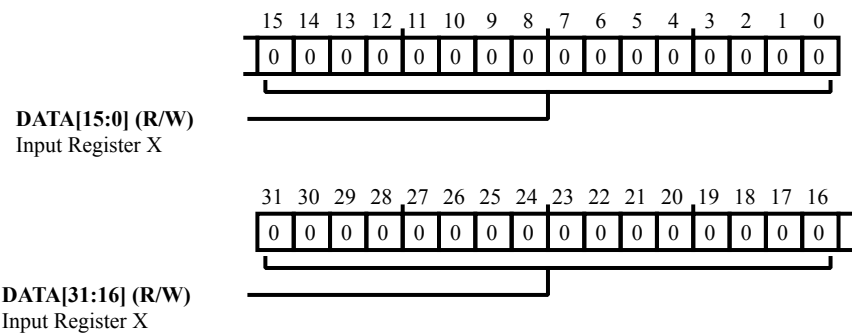 15 14 13 12 11 10 9 8 7 6 5 4 3 2 1 0
0 0 0 0 0 0 0 0 0 0 0 0 0 0 0 0
DATA[15:0] (R/W)
Input Register X
31 30 29 28 27 26 25 24 23 22 21 20 19 18 17 16
0 0 0 0 0 0 0 0 0 0 0 0 0 0 0 0
DATA[31:16] (R/W)
Input Register X